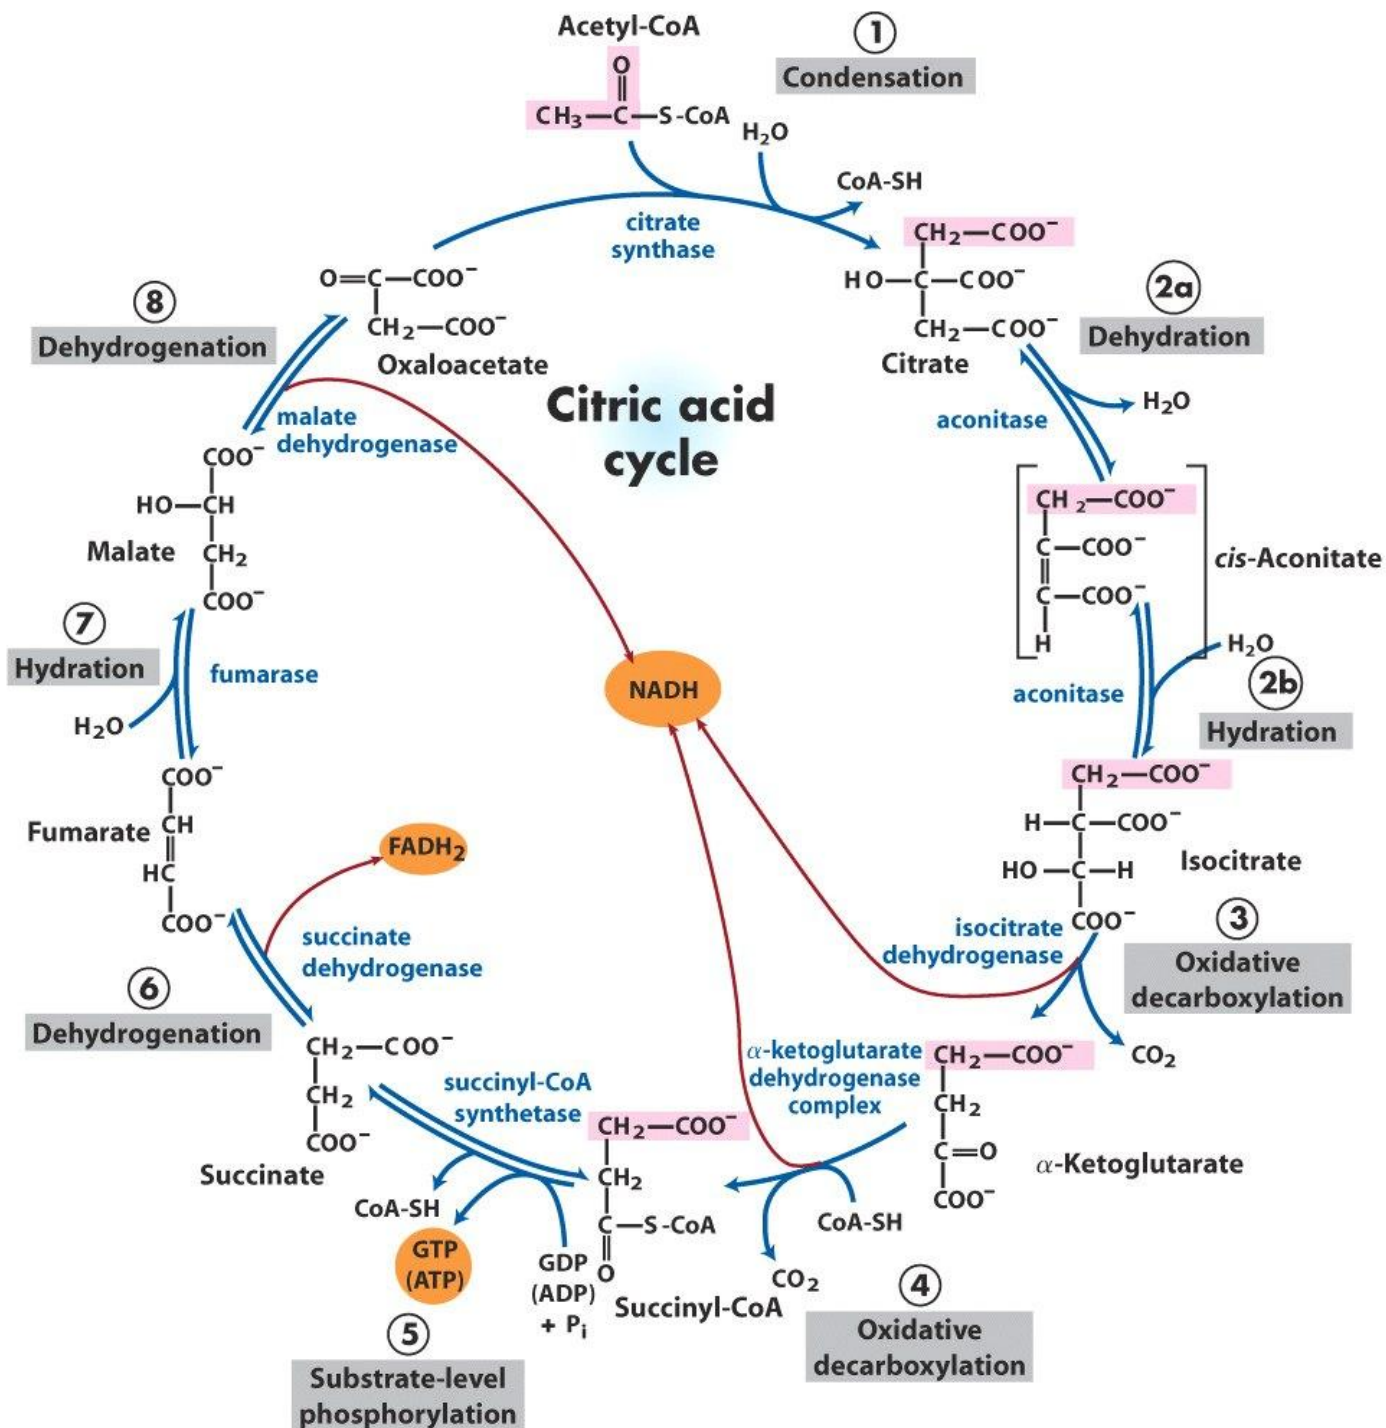 Acetyl-CoA
O
CH₃—C—S-CoA
1
Condensation
H₂O
CoA-SH
citrate
synthase
CH₂—COO⁻
HO—C—COO⁻
CH₂—COO⁻
Citrate
2a
Dehydration
aconitase
H₂O
CH₂—COO⁻
C—COO⁻
C—COO⁻
H
cis-Aconitate
aconitase
H₂O
2b
Hydration
CH₂—COO⁻
H—C—COO⁻
HO—C—H
COO⁻
Isocitrate
isocitrate
dehydrogenase
3
Oxidative
decarboxylation
CO₂
CH₂—COO⁻
CH₂
C=O
COO⁻
α-Ketoglutarate
α-ketoglutarate
dehydrogenase
complex
CoA-SH
CO₂
4
Oxidative
decarboxylation
CH₂—COO⁻
CH₂
C—S-CoA
O
Succinyl-CoA
succinyl-CoA
synthetase
GDP
(ADP)
+ Pᵢ
CoA-SH
GTP
(ATP)
5
Substrate-level
phosphorylation
CH₂—COO⁻
CH₂
COO⁻
Succinate
6
Dehydrogenation
succinate
dehydrogenase
FADH₂
COO⁻
CH
HC
COO⁻
Fumarate
7
Hydration
fumarase
H₂O
COO⁻
HO—CH
CH₂
COO⁻
Malate
8
Dehydrogenation
malate
dehydrogenase
O=C—COO⁻
CH₂—COO⁻
Oxaloacetate
Citric acid
cycle
NADH